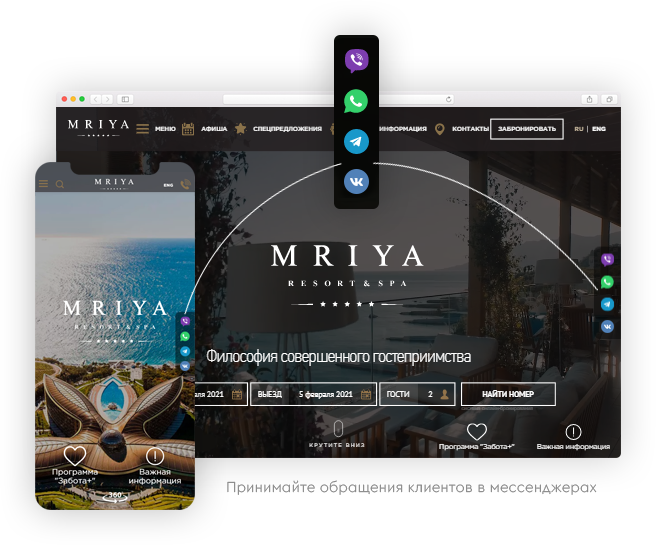 MRIYA
МЕНЮ
АФИША
СПЕЦПРЕДЛОЖЕНИЯ
ИНФОРМАЦИЯ
КОНТАКТЫ
ЗАБРОНИРОВАТЬ
RU | ENG
MRIYA
RESORT & SPA
Философия совершенного гостеприимства
2021
ВЫЕЗД 5 февраля 2021
ГОСТИ 2
НАЙТИ НОМЕР
КРУТИТЕ ВНИЗ
Программа "Забота+"
Важная информация
MRIYA
ENG
MRIYA
RESORT & SPA
Программа
"Забота+"
Важная
информация
360
Принимайте обращения клиентов в мессенджерах